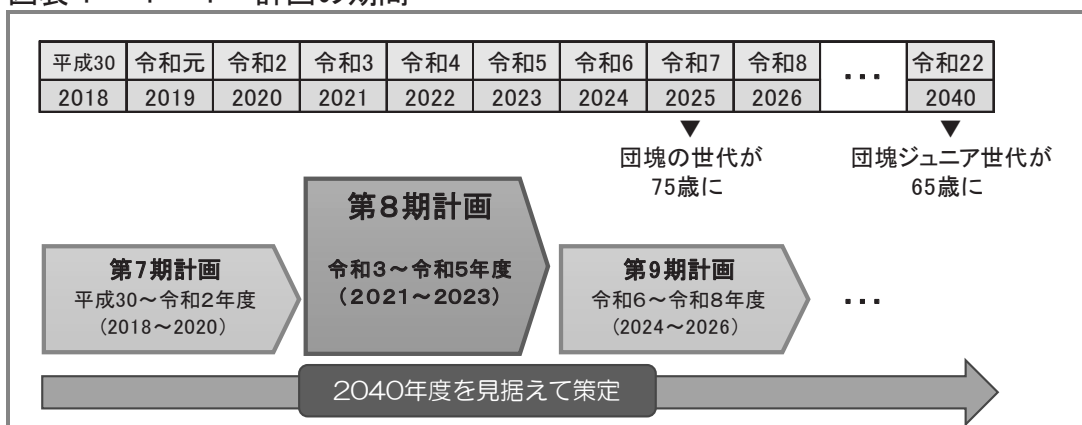 平成30 令和元 令和2 令和3 令和4 令和5 令和6 令和7 令和8 ・・・ 令和22
2018 2019 2020 2021 2022 2023 2024 2025 2026 2040
▼ ▼
団塊の世代が
75歳に
団塊ジュニア世代が
65歳に
第7期計画
平成30～令和2年度
(2018～2020)
第8期計画
令和3～令和5年度
(2021～2023)
第9期計画
令和6～令和8年度
(2024～2026)
・・・
2040年度を見据えて策定